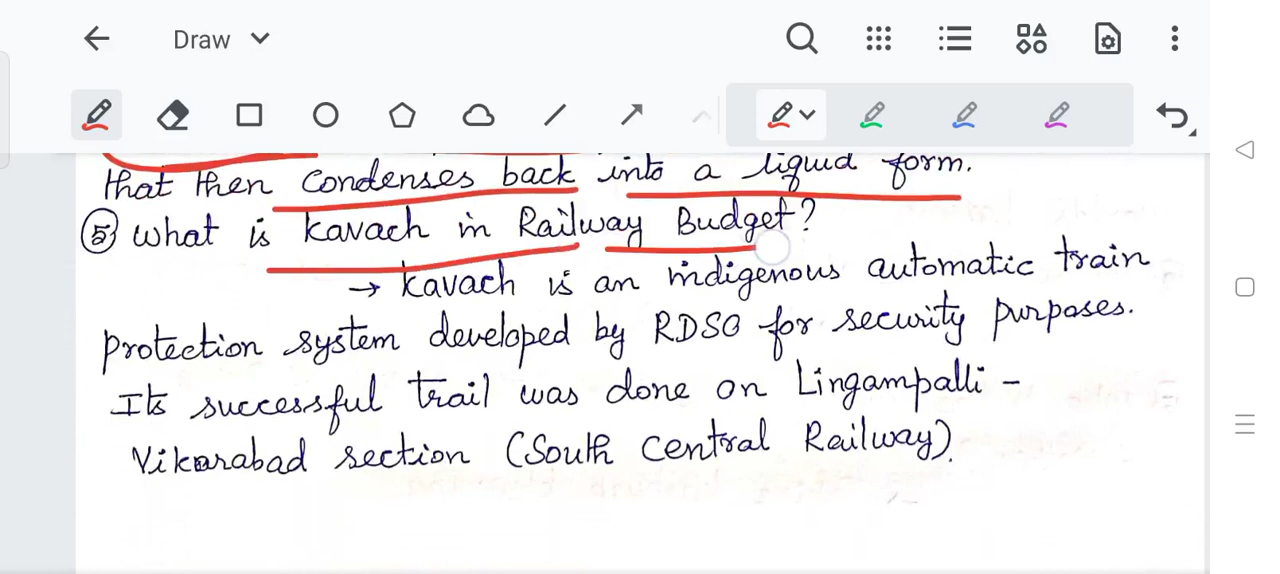 Draw
that then condenses back into a liquid form.
⑤ What is kavach in Railway Budget?
→ kavach is an indigenous automatic train
protection system developed by RDSO for security purposes.
Its successful trail was done on Lingampalli -
Vikarabad section (South Central Railway).